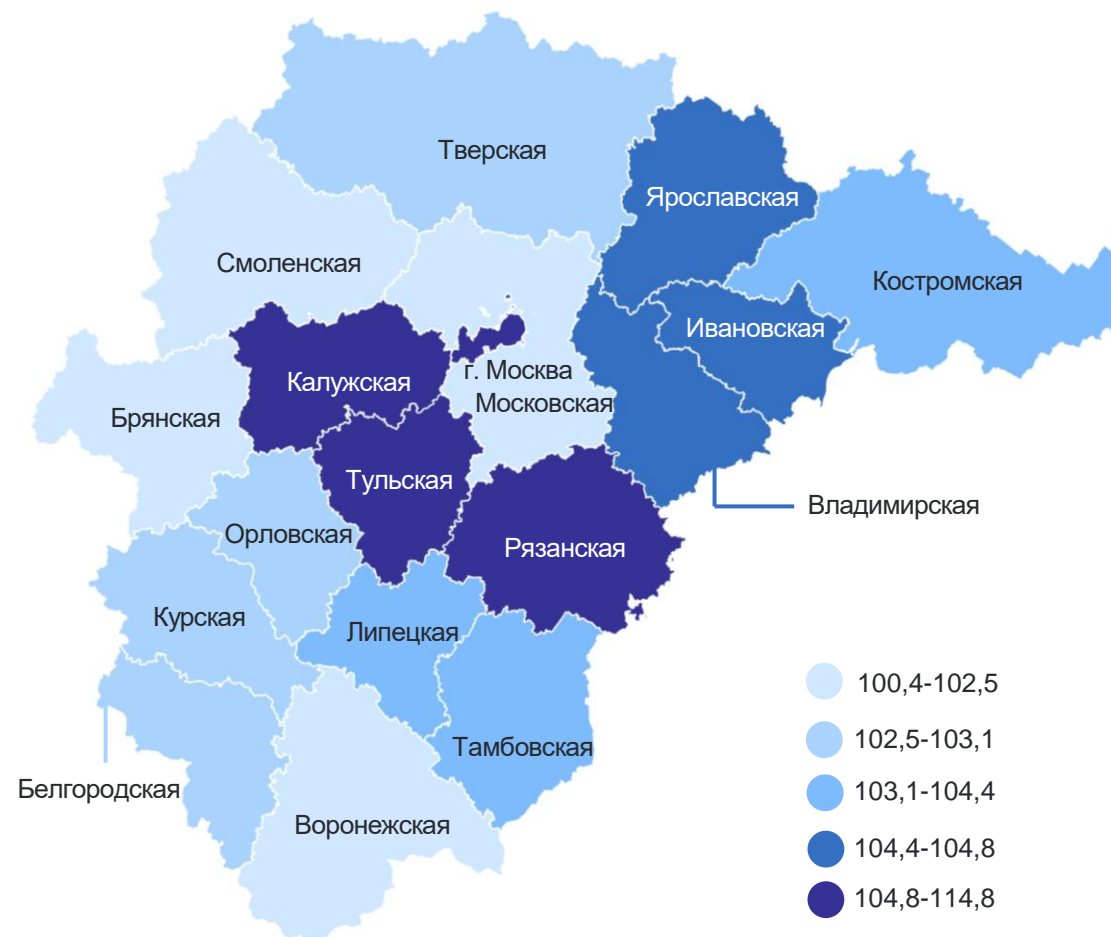 Тверская
Ярославская
Смоленская
Костромская
Ивановская
г. Москва
Калужская
Московская
Брянская
Тульская
Владимирская
Орловская
Рязанская
Курская
Липецкая
Тамбовская
Белгородская
Воронежская
100,4-102,5
102,5-103,1
103,1-104,4
104,4-104,8
104,8-114,8